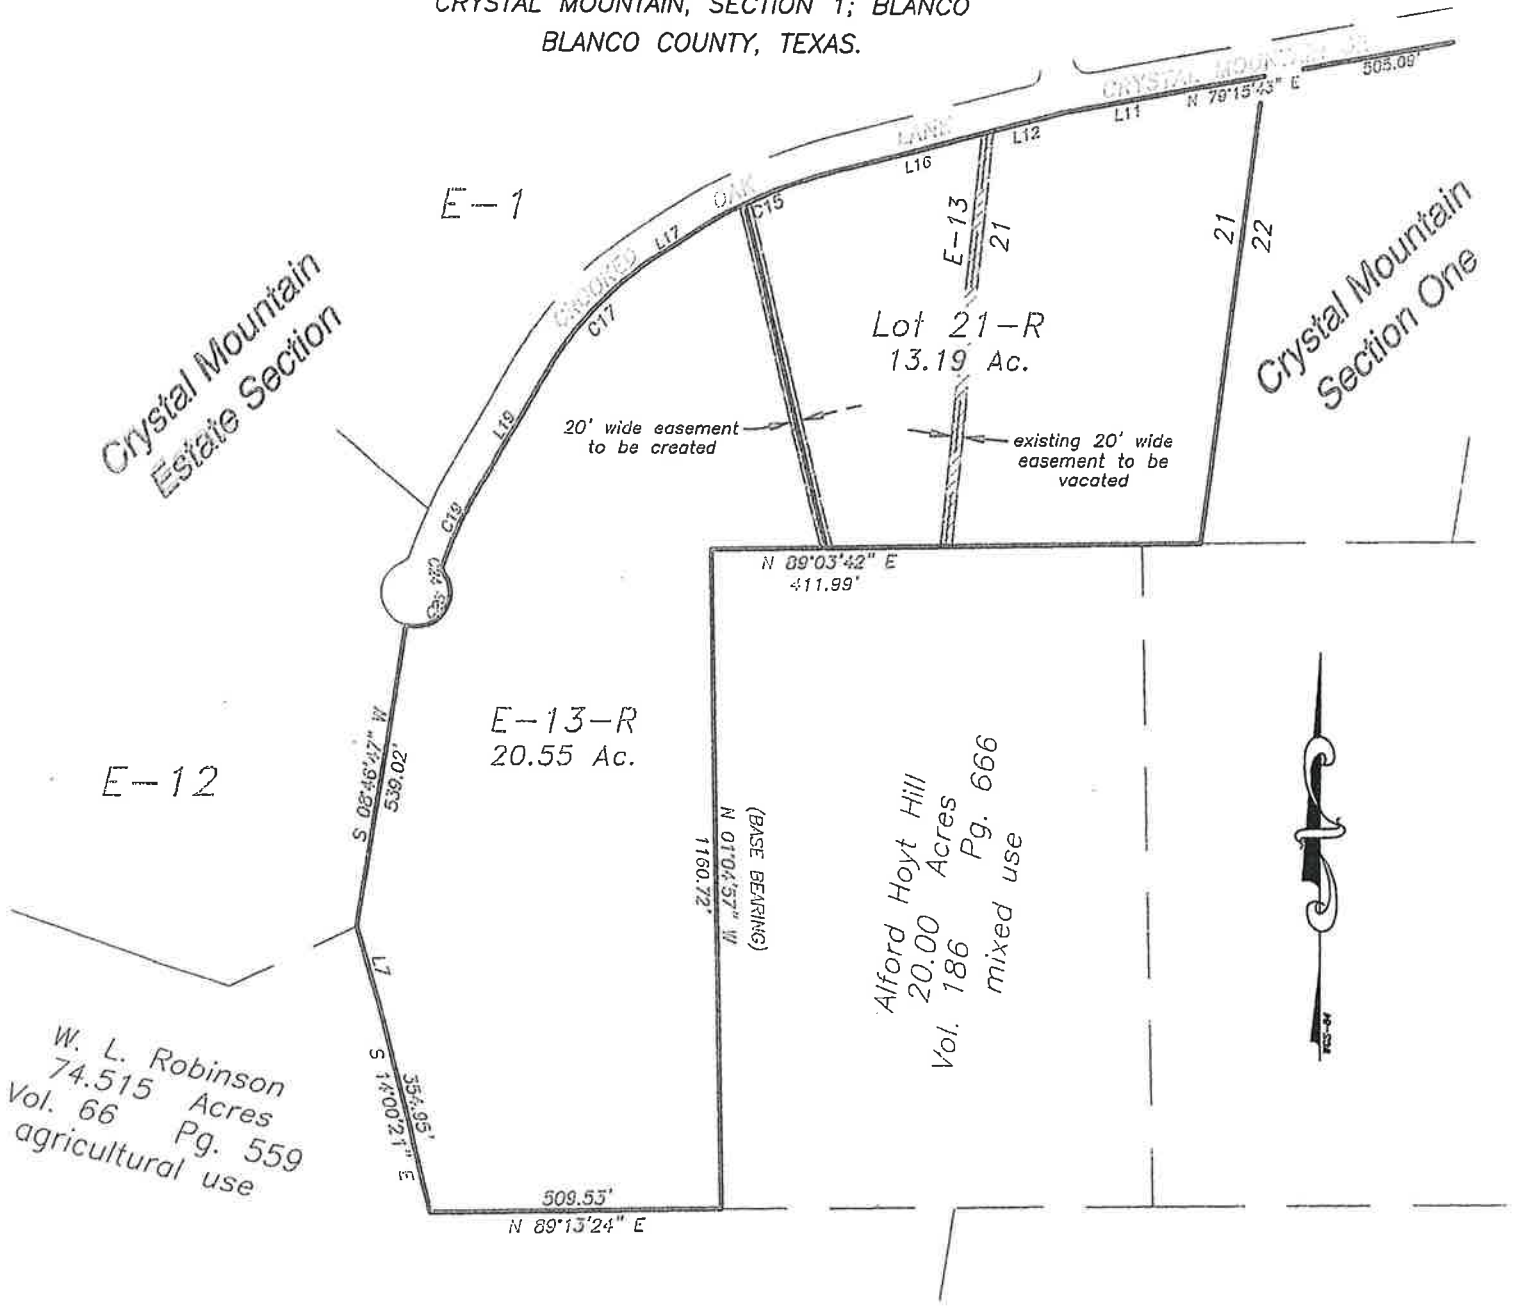 CRYSTAL MOUNTAIN, SECTION 1; BLANCO
BLANCO COUNTY, TEXAS.
CRYSTAL MOUNTAIN DR.
505.09'
N 79°15'43" E
L11
L12
LANE
L16
OAK
C15
L17
CROOKED
C17
L19
C19
E-1
E-13
21
21
22
Crystal Mountain
Estate Section
Crystal Mountain
Section One
Lot 21-R
13.19 Ac.
20' wide easement
to be created
existing 20' wide
easement to be
vacated
N 89°03'42" E
411.99'
E-13-R
20.55 Ac.
E-12
S 08°46'47" W
539.02'
(BASE BEARING)
N 01°04'57" W
1160.72'
Alford Hoyt Hill
20.00 Acres
Vol. 186 Pg. 666
mixed use
L7
S 14°00'21" E
354.95'
W. L. Robinson
74.515 Acres
Vol. 66 Pg. 559
agricultural use
509.53'
N 89°13'24" E